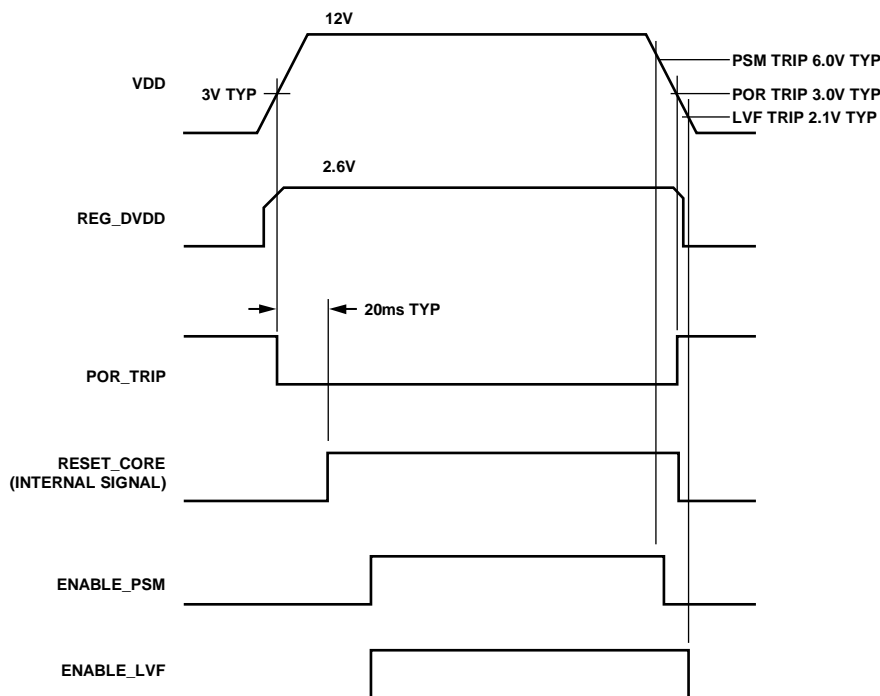 12V
PSM TRIP 6.0V TYP
VDD
3V TYP
POR TRIP 3.0V TYP
LVF TRIP 2.1V TYP
2.6V
REG_DVDD
20ms TYP
POR_TRIP
RESET_CORE
(INTERNAL SIGNAL)
ENABLE_PSM
ENABLE_LVF